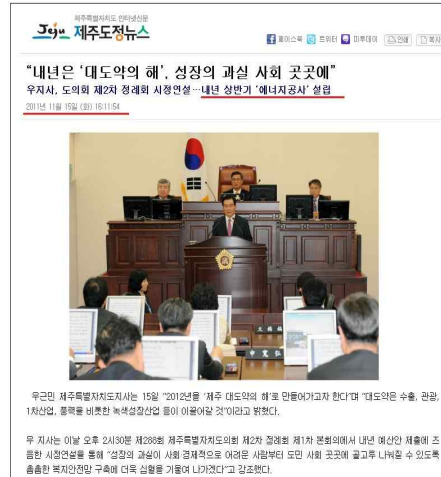 제주특별자치도 인터넷신문
Jeju 제주도정뉴스
페이스북 트위터 미투데이 인쇄 복사
“내년은 ‘대도약의 해’, 성장의 과실 사회 곳곳에”
우지사, 도의회 제2차 정례회 시정연설…내년 상반기 ‘에너지공사’ 설립
2011년 11월 15일 (화) 16:11:54
우근민 제주특별자치도지사는 15일 “2012년을 ‘제주 대도약의 해’로 만들어가고자 한다”며 “대도약은 수출, 관광,
1차산업, 풍력을 비롯한 녹색성장산업 등이 이끌어갈 것”이라고 밝혔다.
우 지사는 이날 오후 2시30분 제288회 제주특별자치도의회 제2차 정례회 제1차 본회의에서 내년 예산안 제출에 즈
음한 시정연설을 통해 “성장의 과실이 사회·경제적으로 어려운 사람부터 도민 사회 곳곳에 골고루 나눠질 수 있도록
촘촘한 복지안전망 구축에 더욱 심혈을 기울여 나가겠다”고 강조했다.